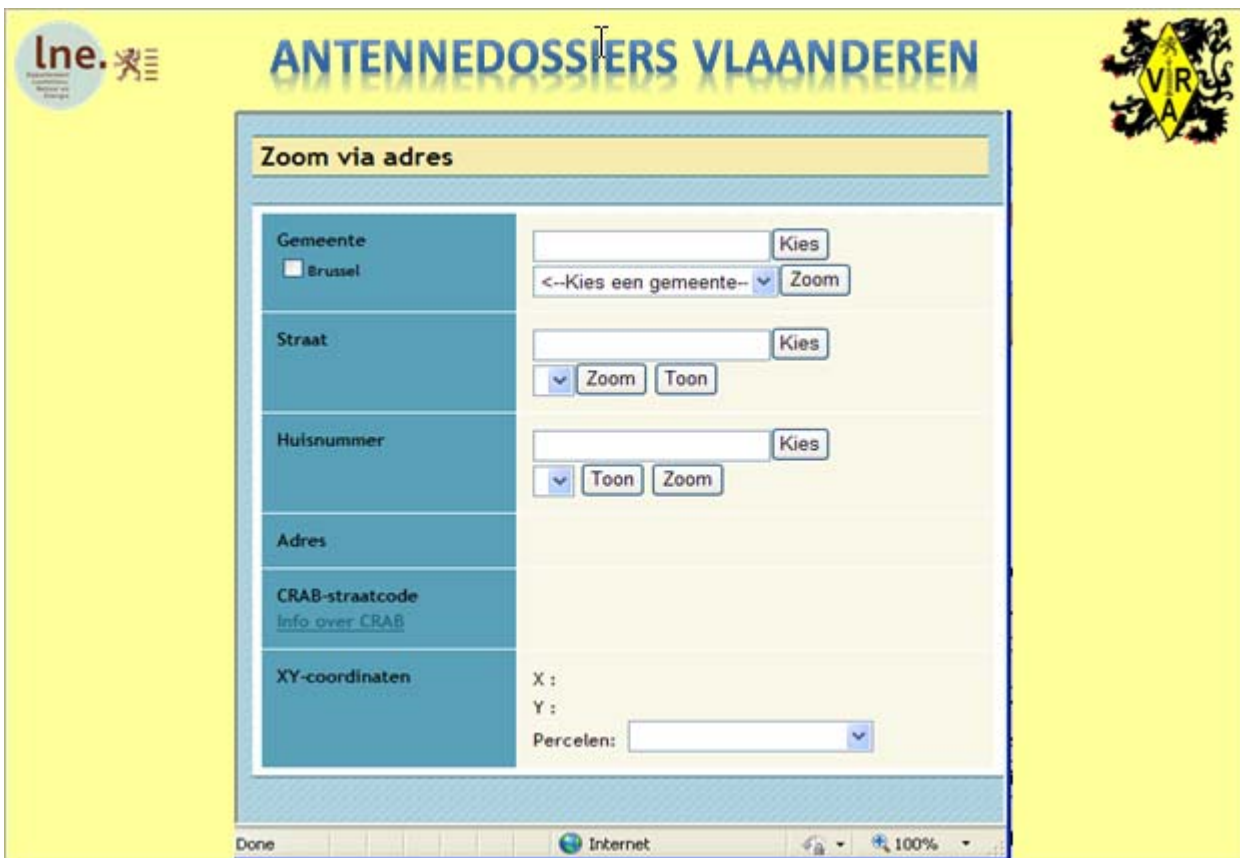 lne.
ANTENNEDOSSIERS VLAANDEREN
V R
A
Zoom via adres
Gemeente
Kies
Brussel
<--Kies een gemeente--
Zoom
Straat
Kies
Zoom
Toon
Huisnummer
Kies
Toon
Zoom
Adres
CRAB-straatcode
Info over CRAB
XY-coordinaten
X :
Y :
Percelen:
Done
Internet
100%